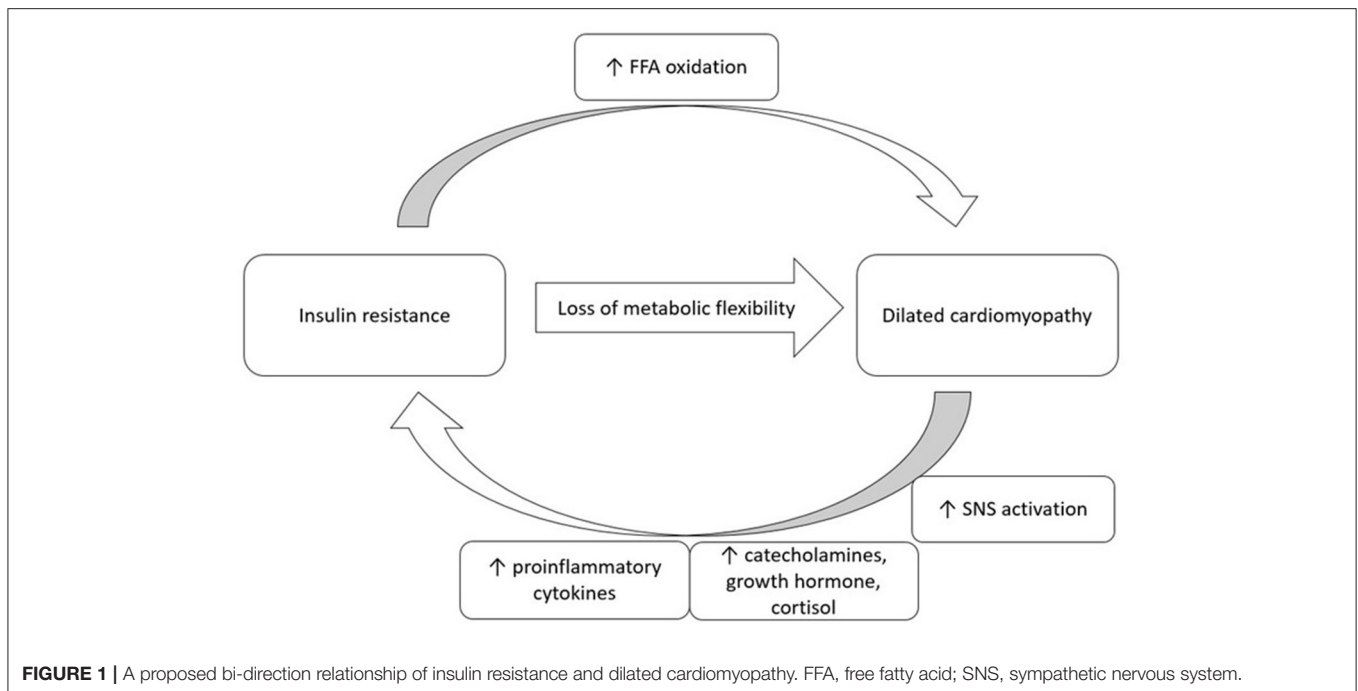 ↑ FFA oxidation
Insulin resistance
Loss of metabolic flexibility
Dilated cardiomyopathy
↑ SNS activation
↑ proinflammatory
cytokines
↑ catecholamines,
growth hormone,
cortisol
FIGURE 1 | A proposed bi-direction relationship of insulin resistance and dilated cardiomyopathy. FFA, free fatty acid; SNS, sympathetic nervous system.